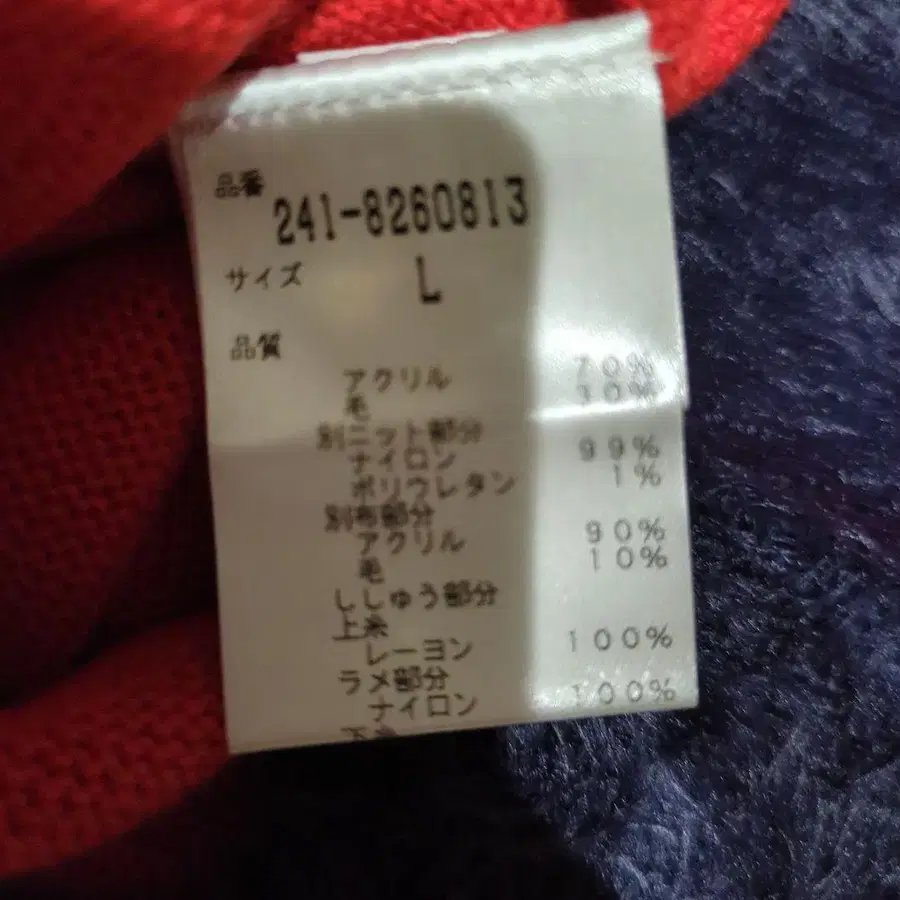 品番
241-8260813
サイズ L
品質
アクリル 70%
毛 30%
別ニット部分
ナイロン 99%
ポリウレタン 1%
別布部分
アクリル 90%
毛 10%
ししゅう部分
上糸
レーヨン 100%
ラメ部分
ナイロン 100%